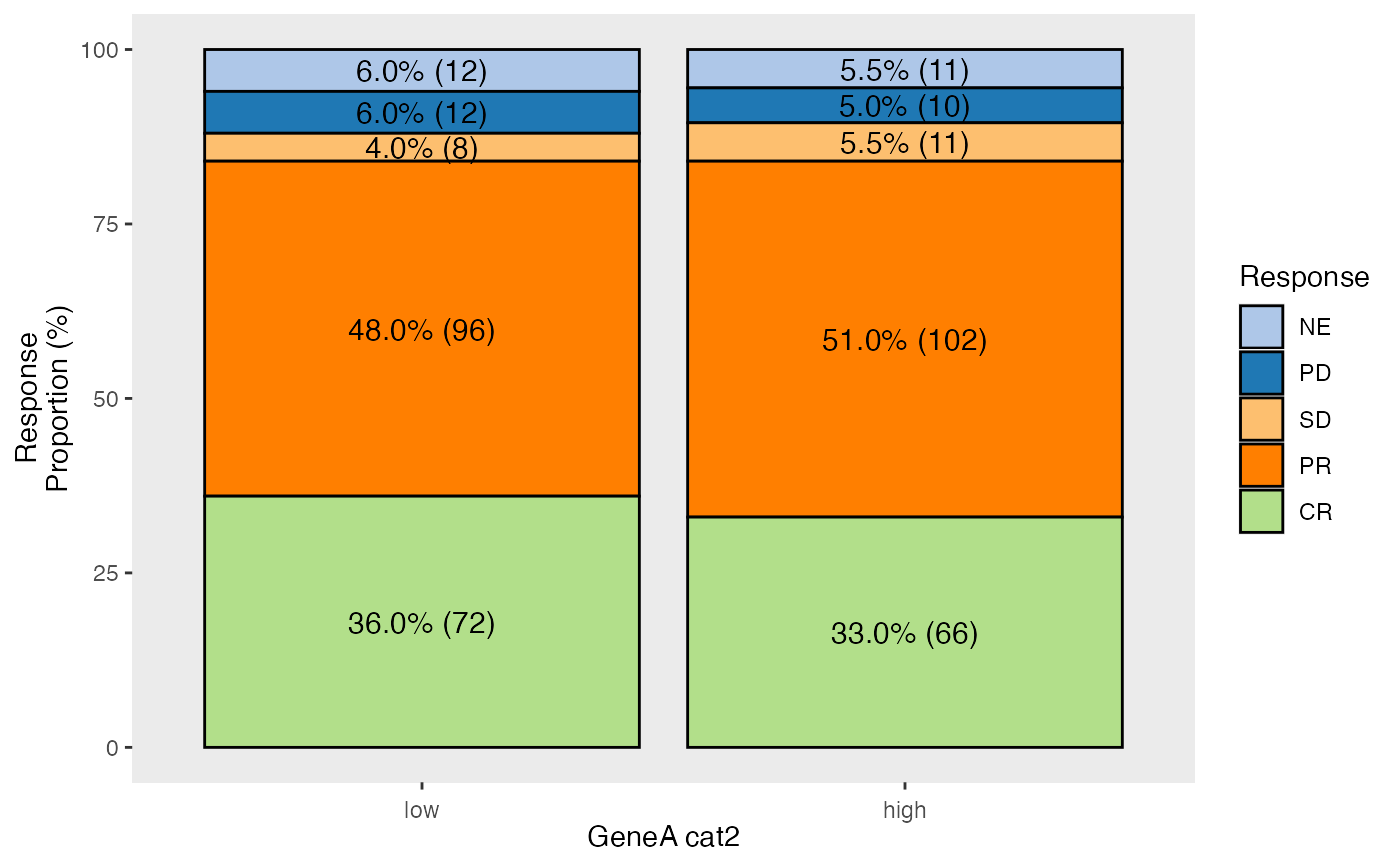 Response
Proportion (%)
100
75
50
25
0
6.0% (12)
6.0% (12)
4.0% (8)
48.0% (96)
36.0% (72)
5.5% (11)
5.0% (10)
5.5% (11)
51.0% (102)
33.0% (66)
low
high
GeneA cat2
Response
NE
PD
SD
PR
CR